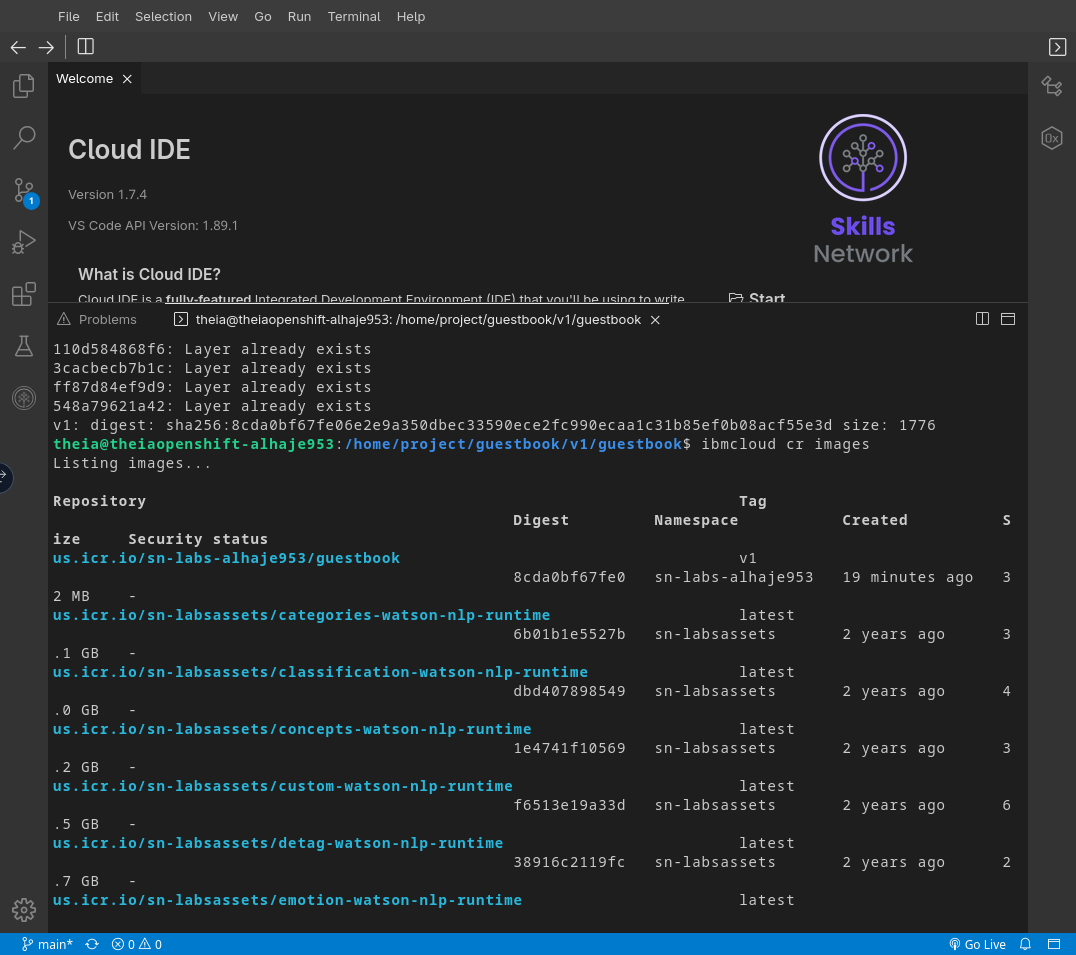 File Edit Selection View Go Run Terminal Help
Welcome
Cloud IDE
Version 1.7.4
VS Code API Version: 1.89.1
Skills
Network
What is Cloud IDE?
Cloud IDE is a fully-featured Integrated Development Environment (IDE) that you'll be using to write
Start
1
0x
Problems theia@theiaopenshift-alhaje953: /home/project/guestbook/v1/guestbook
110d584868f6: Layer already exists
3cacbecb7b1c: Layer already exists
ff87d84ef9d9: Layer already exists
548a79621a42: Layer already exists
v1: digest: sha256:8cda0bf67fe06e2e9a350dbec33590ece2fc990ecaa1c31b85ef0b08acf55e3d size: 1776
theia@theiaopenshift-alhaje953:/home/project/guestbook/v1/guestbook$ ibmcloud cr images
Listing images...
Repository Tag
Digest Namespace Created S
ize Security status
us.icr.io/sn-labs-alhaje953/guestbook v1
8cda0bf67fe0 sn-labs-alhaje953 19 minutes ago 3
2 MB -
us.icr.io/sn-labsassets/categories-watson-nlp-runtime latest
6b01b1e5527b sn-labsassets 2 years ago 3
.1 GB -
us.icr.io/sn-labsassets/classification-watson-nlp-runtime latest
dbd407898549 sn-labsassets 2 years ago 4
.0 GB -
us.icr.io/sn-labsassets/concepts-watson-nlp-runtime latest
1e4741f10569 sn-labsassets 2 years ago 3
.2 GB -
us.icr.io/sn-labsassets/custom-watson-nlp-runtime latest
f6513e19a33d sn-labsassets 2 years ago 6
.5 GB -
us.icr.io/sn-labsassets/detag-watson-nlp-runtime latest
38916c2119fc sn-labsassets 2 years ago 2
.7 GB -
us.icr.io/sn-labsassets/emotion-watson-nlp-runtime latest
main* 0 0 Go Live